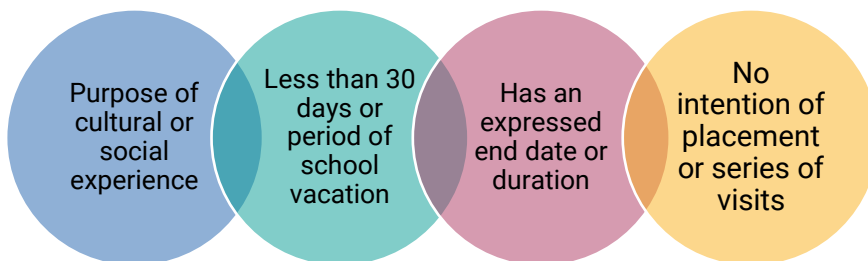 Purpose of
cultural or
social
experience
Less than 30
days or
period of
school
vacation
Has an
expressed
end date or
duration
No
intention of
placement
or series of
visits